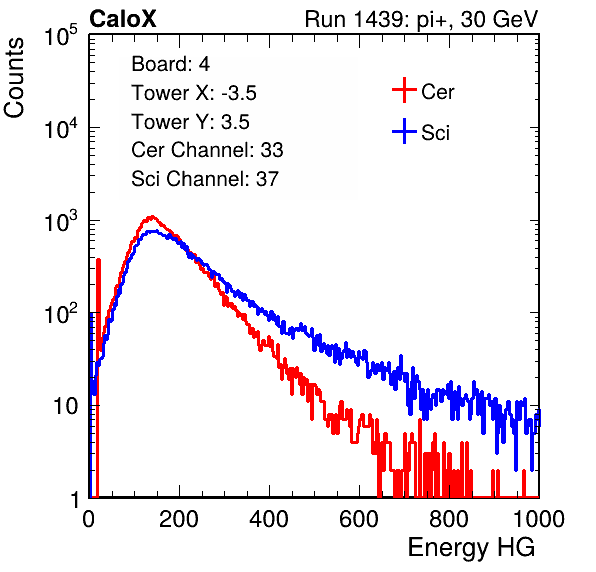 CaloX Run 1439: pi+, 30 GeV
Counts
10^5
10^4
10^3
10^2
10
1
Board: 4
Tower X: -3.5
Tower Y: 3.5
Cer Channel: 33
Sci Channel: 37
Cer
Sci
0 200 400 600 800 1000
Energy HG